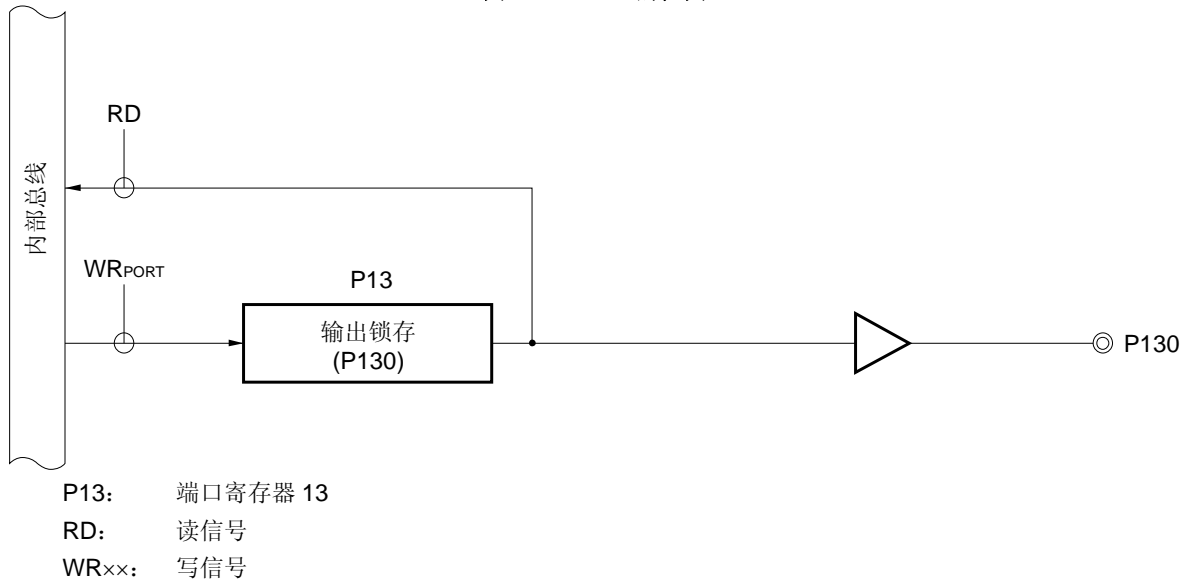 RD
内部总线
WRPORT
P13
输出锁存
(P130)
P130
P13： 端口寄存器 13
RD： 读信号
WR××： 写信号